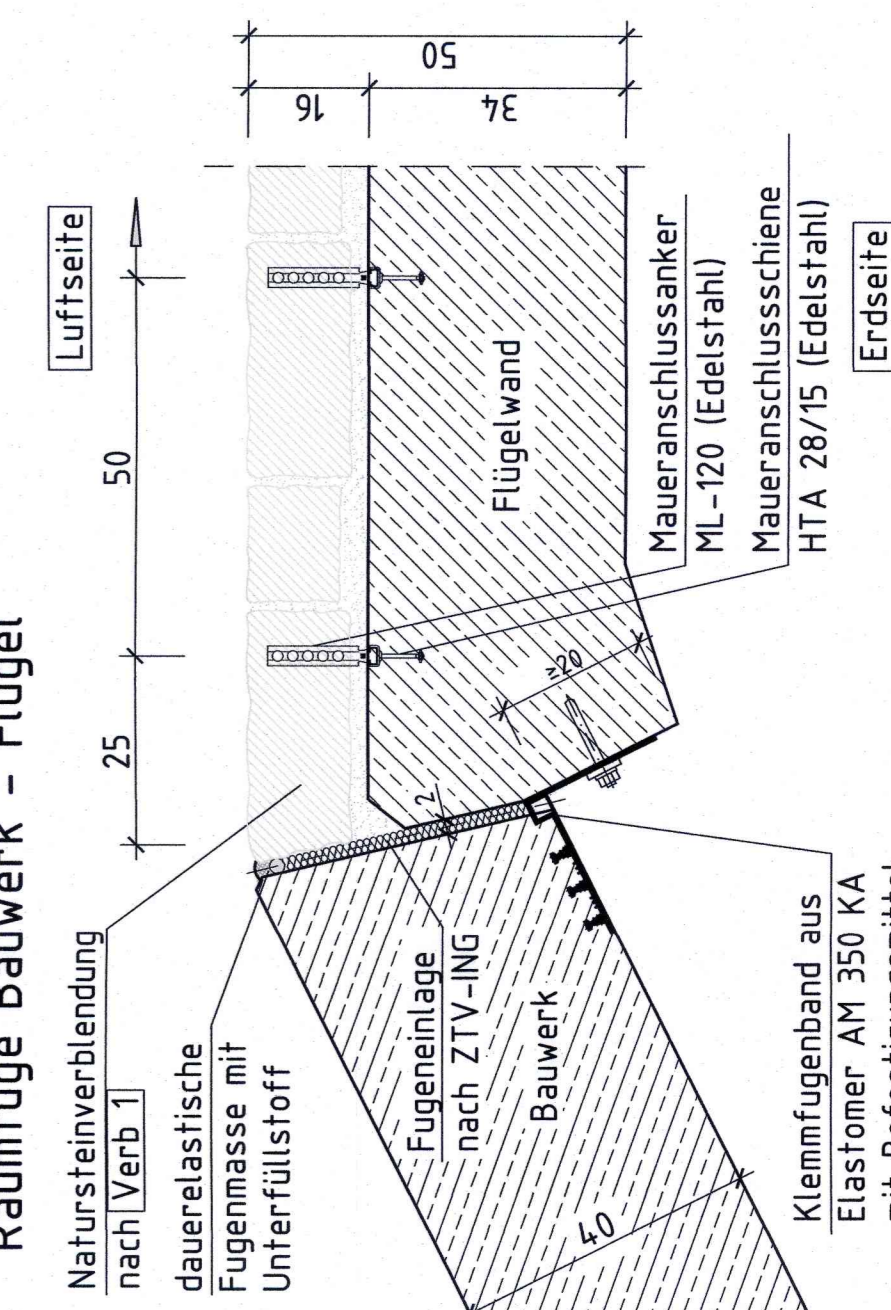 Raumfuge Bauwerk - Flügel
Natursteinverblendung
nach Verb 1
dauerelastische
Fugenmasse mit
Unterfüllstoff
Fugeneinlage
nach ZTV-ING
Bauwerk
40
Klemmfugenband aus
Elastomer AM 350 KA
mit Befestigungsmittel
25
50
Luftseite
2
≥20
Flügelwand
16
34
50
Maueranschlussanker
ML-120 (Edelstahl)
Maueranschlussschiene
HTA 28/15 (Edelstahl)
Erdseite